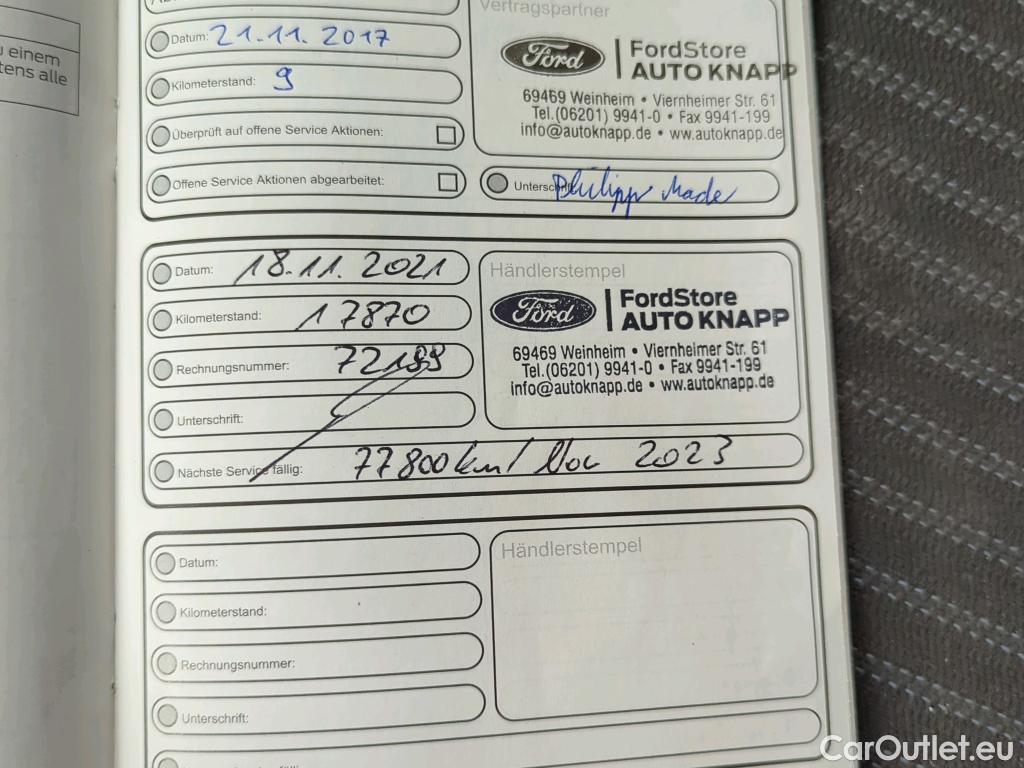 u einem
tens alle
Vertragspartner
Datum: 21.11.2017
Kilometerstand: 9
Überprüft auf offene Service Aktionen:
Offene Service Aktionen abgearbeitet:
Ford FordStore
AUTO KNAPP
69469 Weinheim • Viernheimer Str. 61
Tel.(06201) 9941-0 • Fax 9941-199
info@autoknapp.de • www.autoknapp.de
Unterschrift: Philipp Made
Datum: 18.11.2021
Kilometerstand: 17870
Rechnungsnummer: 72199
Unterschrift:
Nächste Service fällig: 77800km/ Nov 2023
Händlerstempel
Ford FordStore
AUTO KNAPP
69469 Weinheim • Viernheimer Str. 61
Tel.(06201) 9941-0 • Fax 9941-199
info@autoknapp.de • www.autoknapp.de
Datum:
Kilometerstand:
Rechnungsnummer:
Unterschrift:
Händlerstempel
CarOutlet.eu